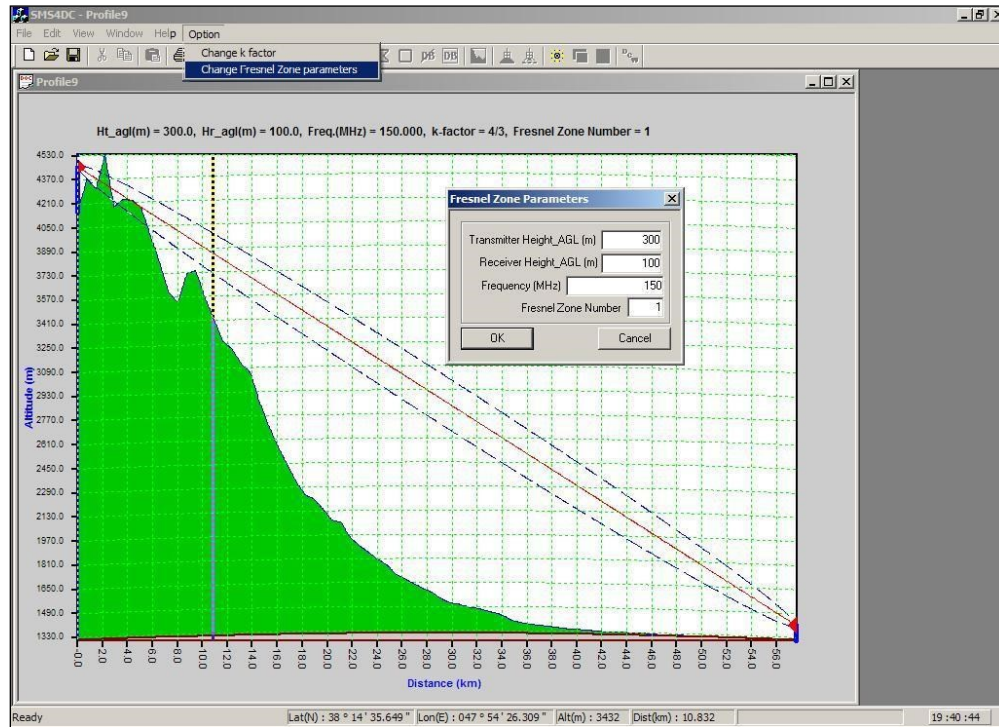 SMS4DC - Profile9
File Edit View Window Help Option
Change k factor
Change Fresnel Zone parameters
Profile9
Ht_agl(m) = 300.0, Hr_agl(m) = 100.0, Freq.(MHz) = 150.000, k-factor = 4/3, Fresnel Zone Number = 1
4530.0
4370.0
4210.0
4050.0
3890.0
3730.0
3570.0
3410.0
3250.0
3090.0
2930.0
2770.0
2610.0
2450.0
2290.0
2130.0
1970.0
1810.0
1650.0
1490.0
1330.0
Altitude (m)
Fresnel Zone Parameters
Transmitter Height_AGL (m) 300
Receiver Height_AGL (m) 100
Frequency (MHz) 150
Fresnel Zone Number 1
OK Cancel
-0.0 2.0 4.0 6.0 8.0 10.0 12.0 14.0 16.0 18.0 20.0 22.0 24.0 26.0 28.0 30.0 32.0 34.0 36.0 38.0 40.0 42.0 44.0 46.0 48.0 50.0 52.0 54.0 56.0
Distance (km)
Ready Lat(N) : 38 ° 14 ' 35.649 " Lon(E) : 047 ° 54 ' 26.309 " Alt(m) : 3432 Dist(km) : 10.832 19 :40 :44